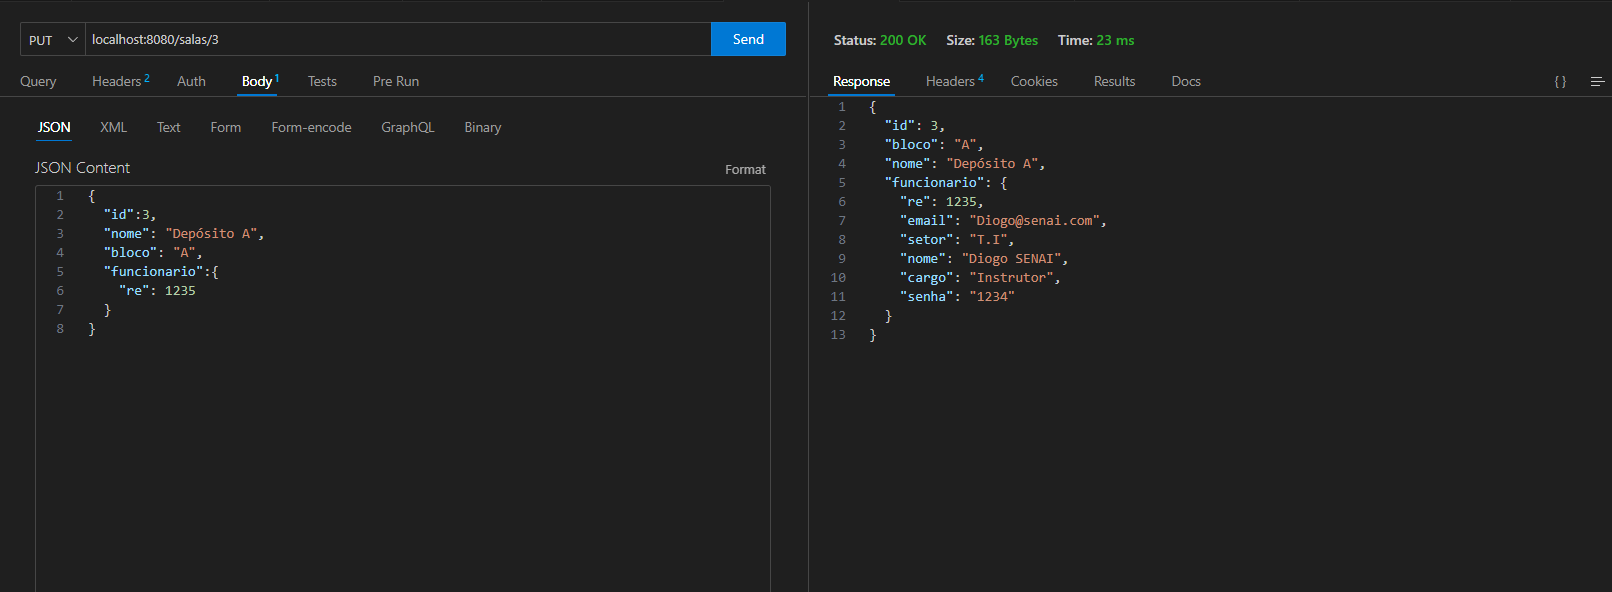 PUT localhost:8080/salas/3 Send
Query Headers 2 Auth Body 1 Tests Pre Run
JSON XML Text Form Form-encode GraphQL Binary
JSON Content Format
1 {
2 "id":3,
3 "nome": "Depósito A",
4 "bloco": "A",
5 "funcionario":{
6 "re": 1235
7 }
8 }
Status: 200 OK Size: 163 Bytes Time: 23 ms
Response Headers 4 Cookies Results Docs {}
1 {
2 "id": 3,
3 "bloco": "A",
4 "nome": "Depósito A",
5 "funcionario": {
6 "re": 1235,
7 "email": "Diogo@senai.com",
8 "setor": "T.I",
9 "nome": "Diogo SENAI",
10 "cargo": "Instrutor",
11 "senha": "1234"
12 }
13 }